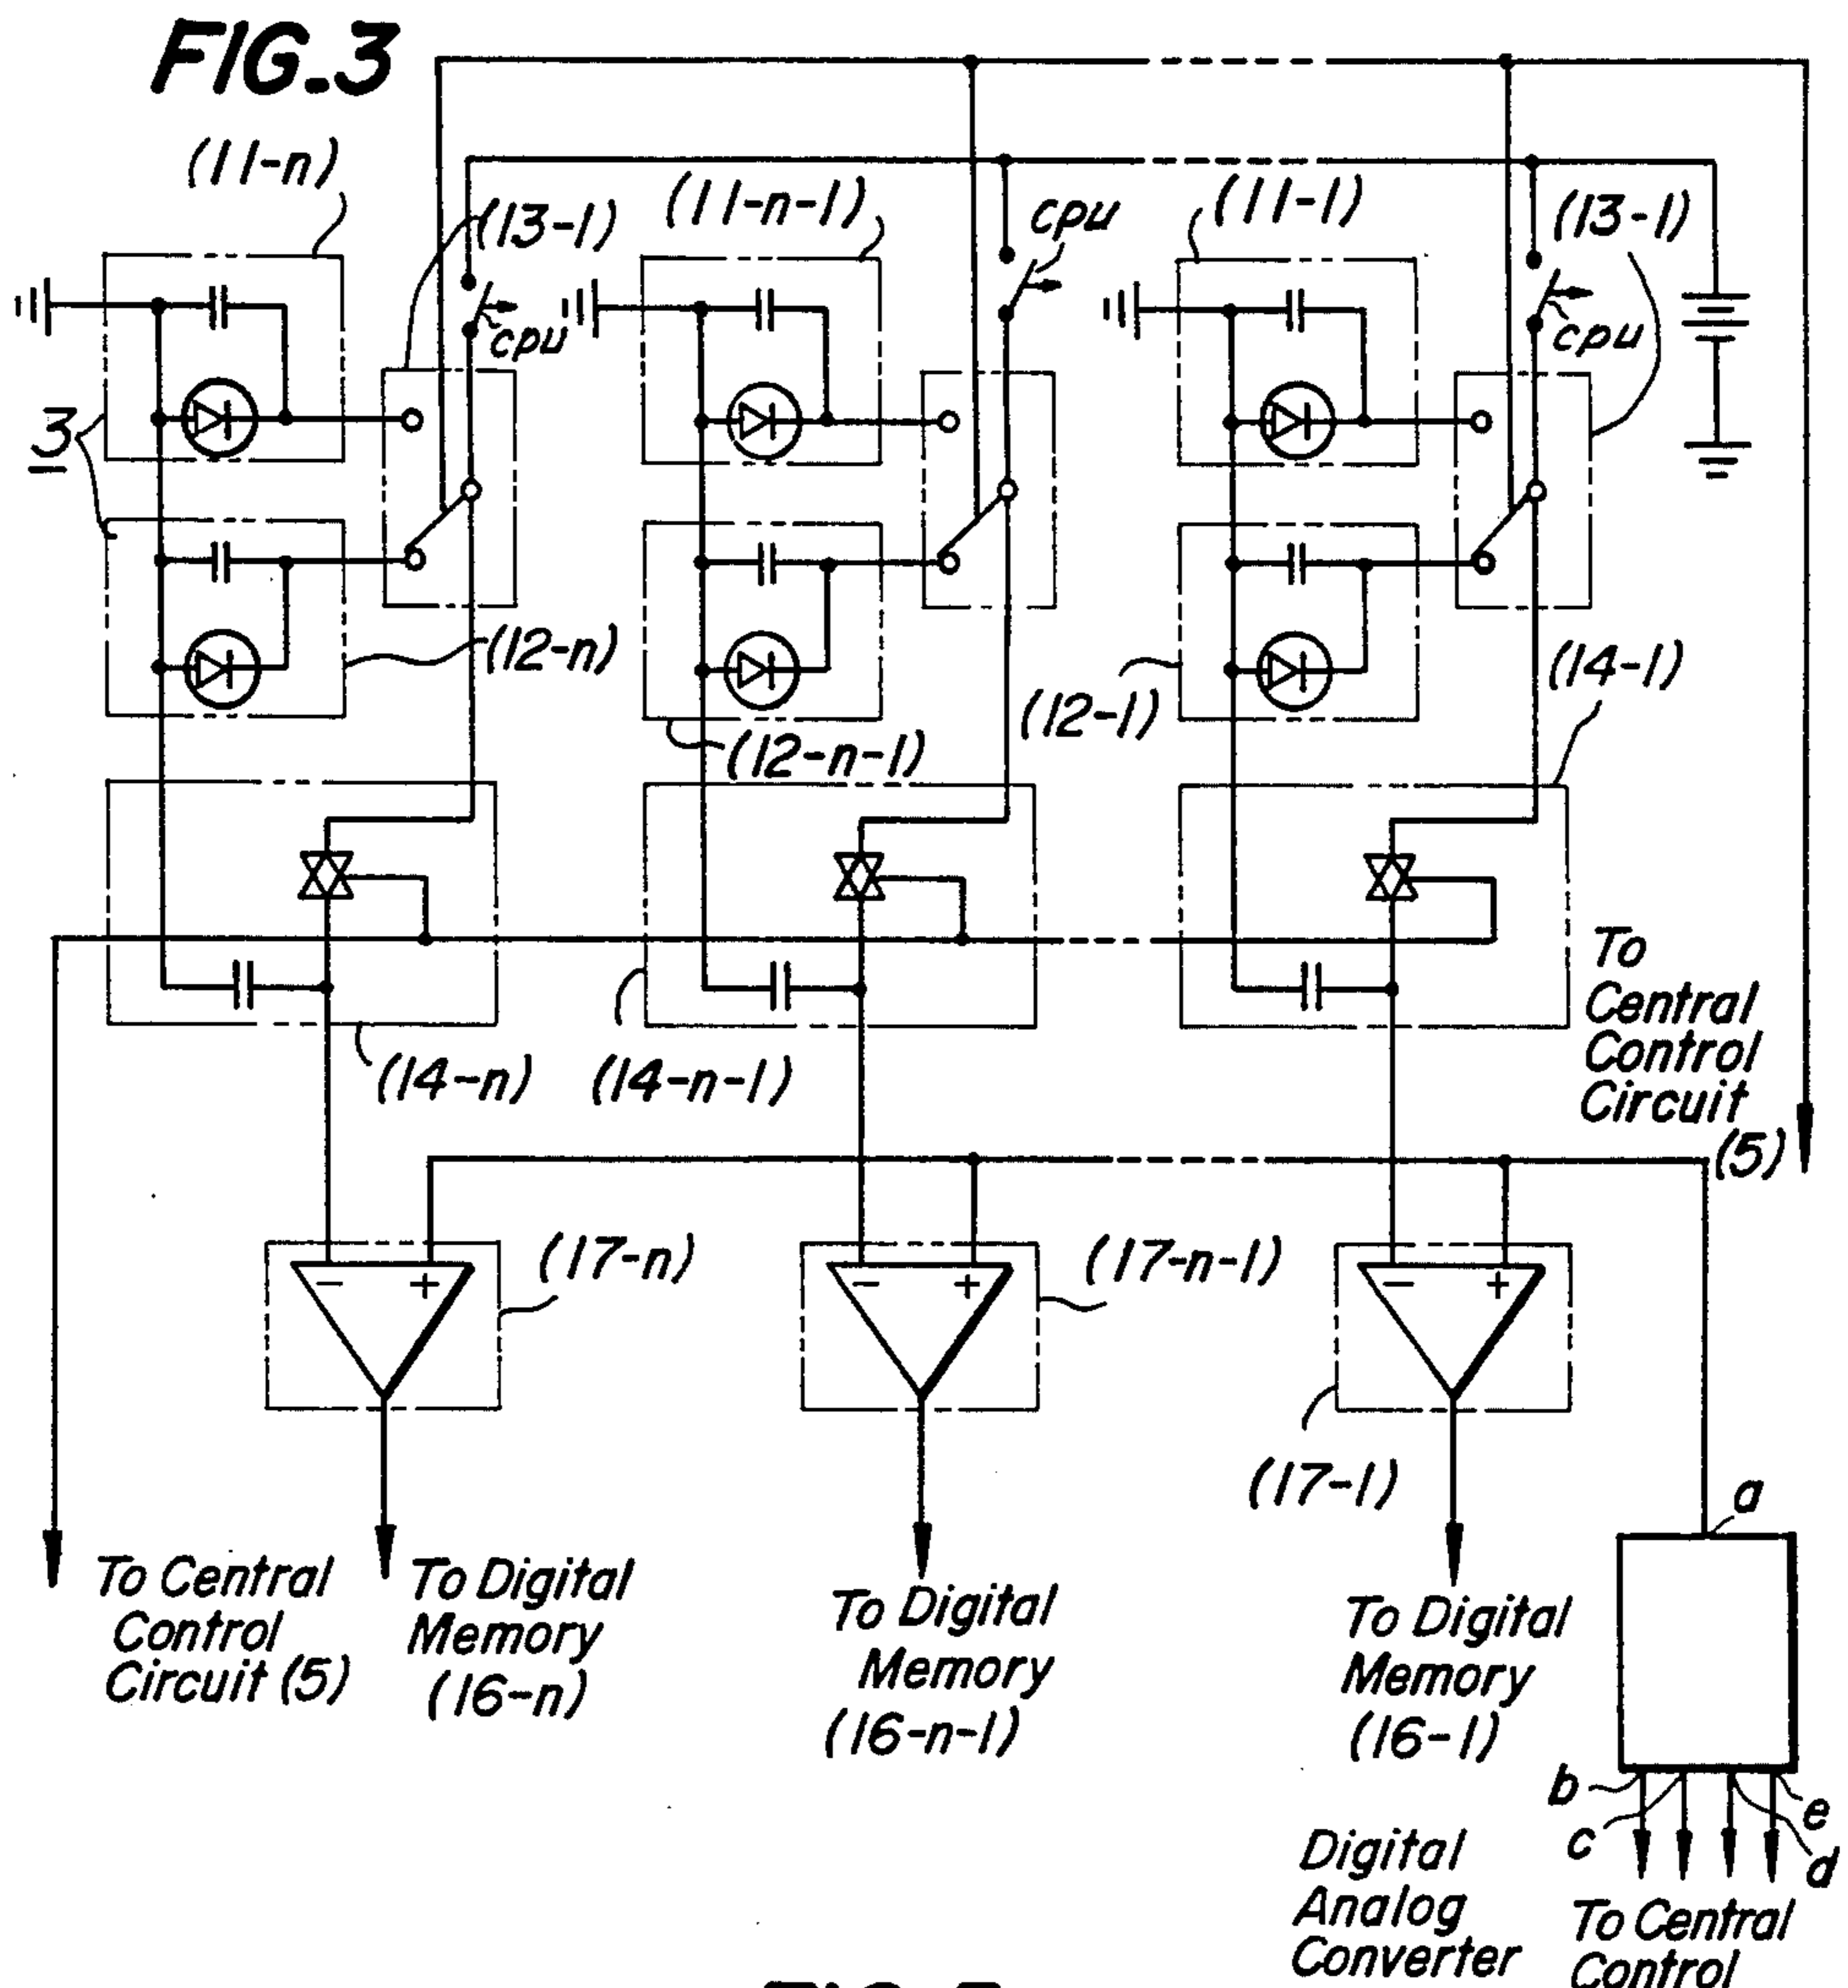 FIG.3
(11-n)
(13-1)
(11-n-1)
cpu
(11-1)
(13-1)
cpu
cpu
3
(12-n)
(12-n-1)
(12-1)
(14-1)
(14-n)
(14-n-1)
To
Central
Control
Circuit
(5)
(17-n)
- +
(17-n-1)
- +
- +
(17-1)
a
To Central
Control
Circuit (5)
To Digital
Memory
(16-n)
To Digital
Memory
(16-n-1)
To Digital
Memory
(16-1)
b
c
e
d
Digital
Analog
Converter
To Central
Control